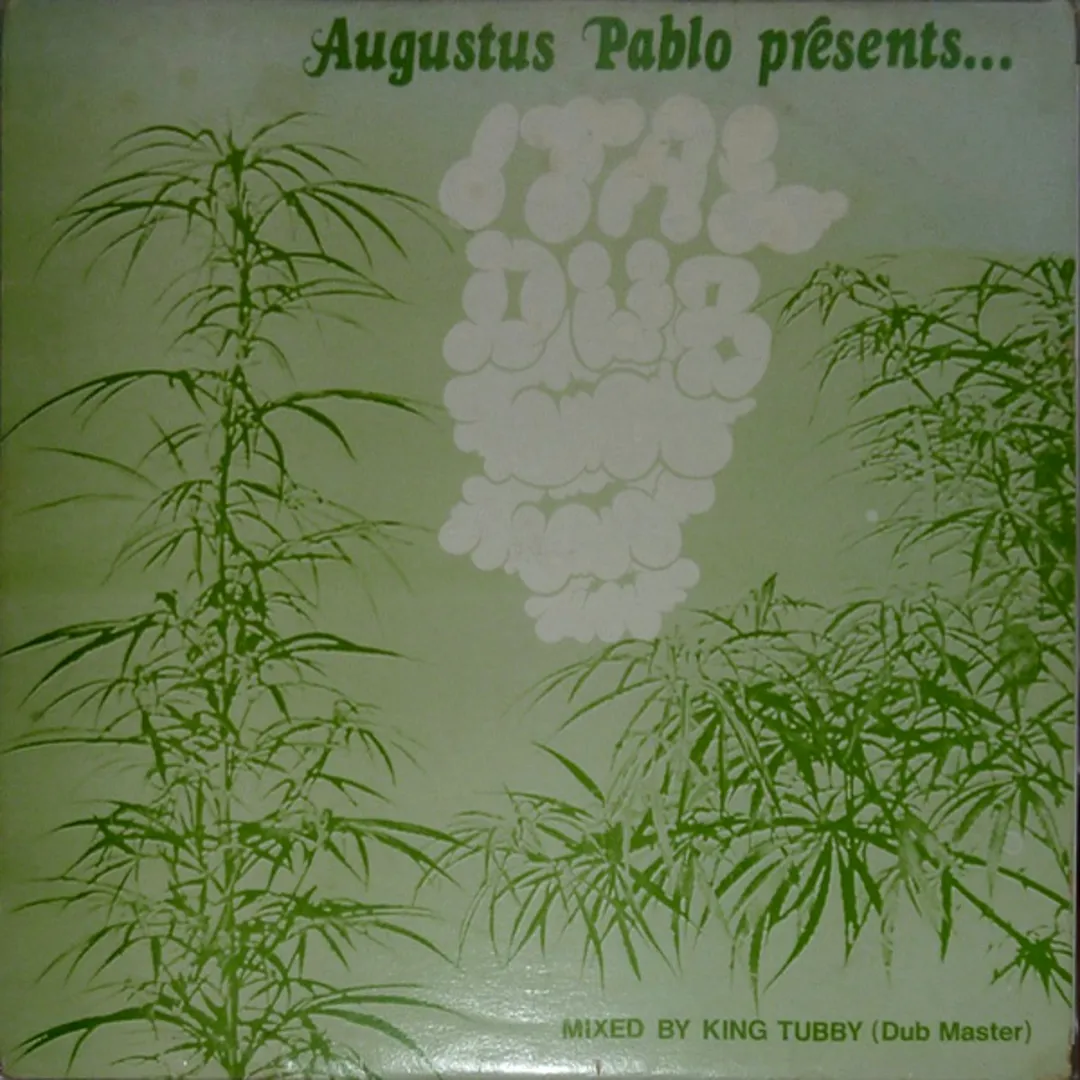 Augustus Pablo presents...
ITAL
DUB
MIXED BY KING TUBBY (Dub Master)